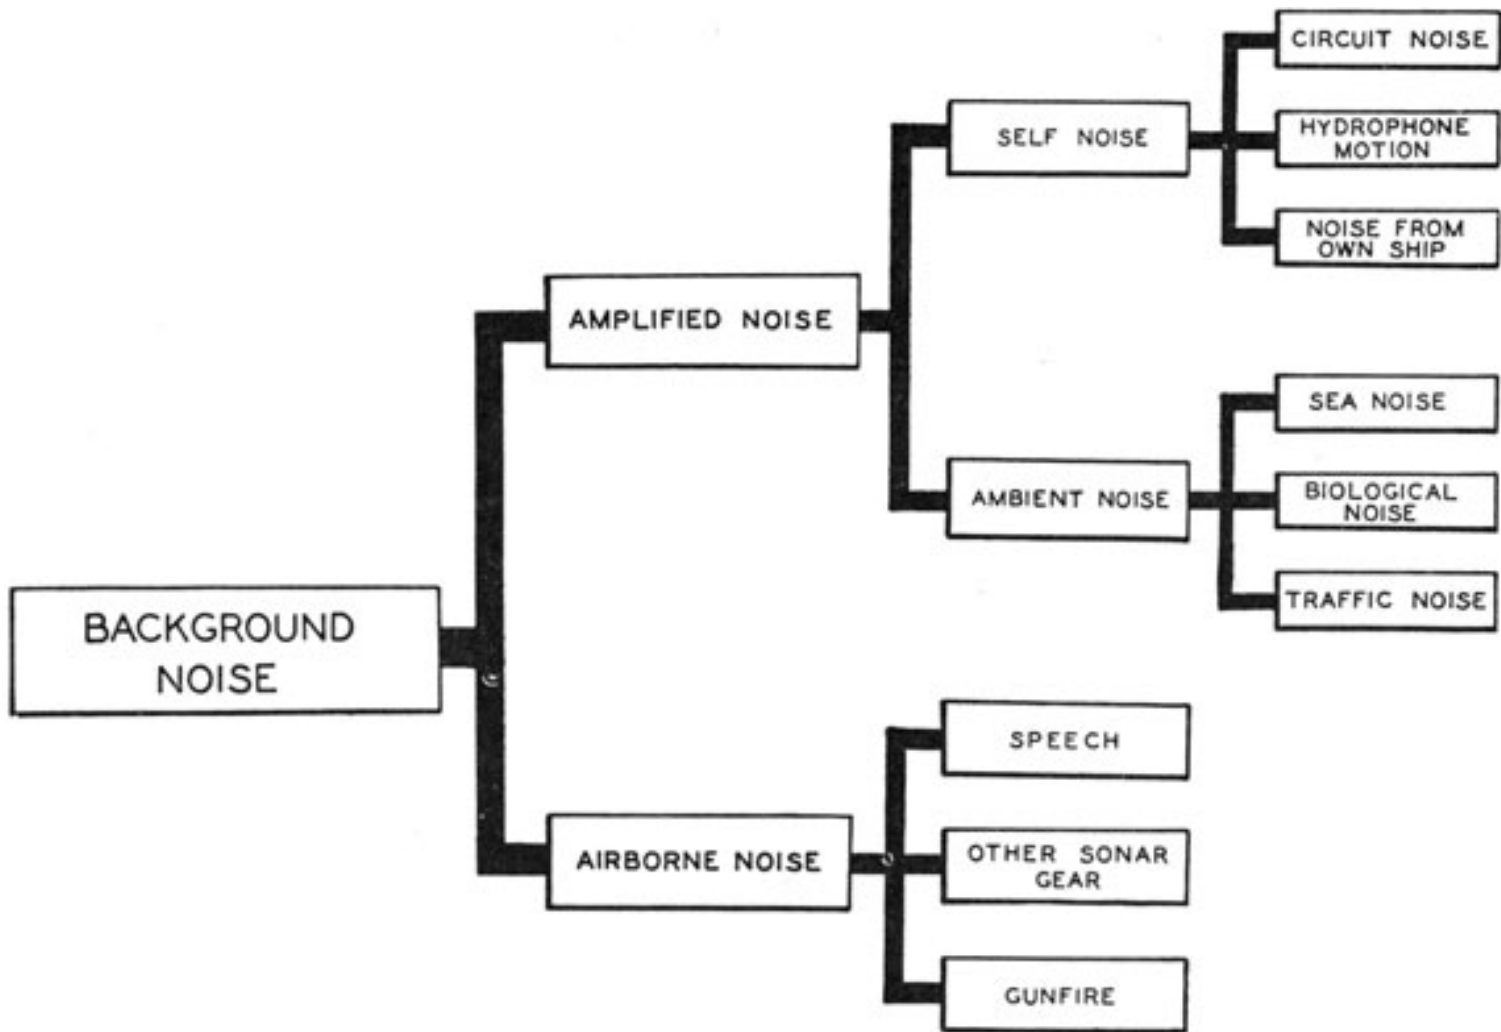 CIRCUIT NOISE
HYDROPHONE
MOTION
SELF NOISE
NOISE FROM
OWN SHIP
AMPLIFIED NOISE
SEA NOISE
AMBIENT NOISE
BIOLOGICAL
NOISE
TRAFFIC NOISE
BACKGROUND
NOISE
SPEECH
AIRBORNE NOISE
OTHER SONAR
GEAR
GUNFIRE